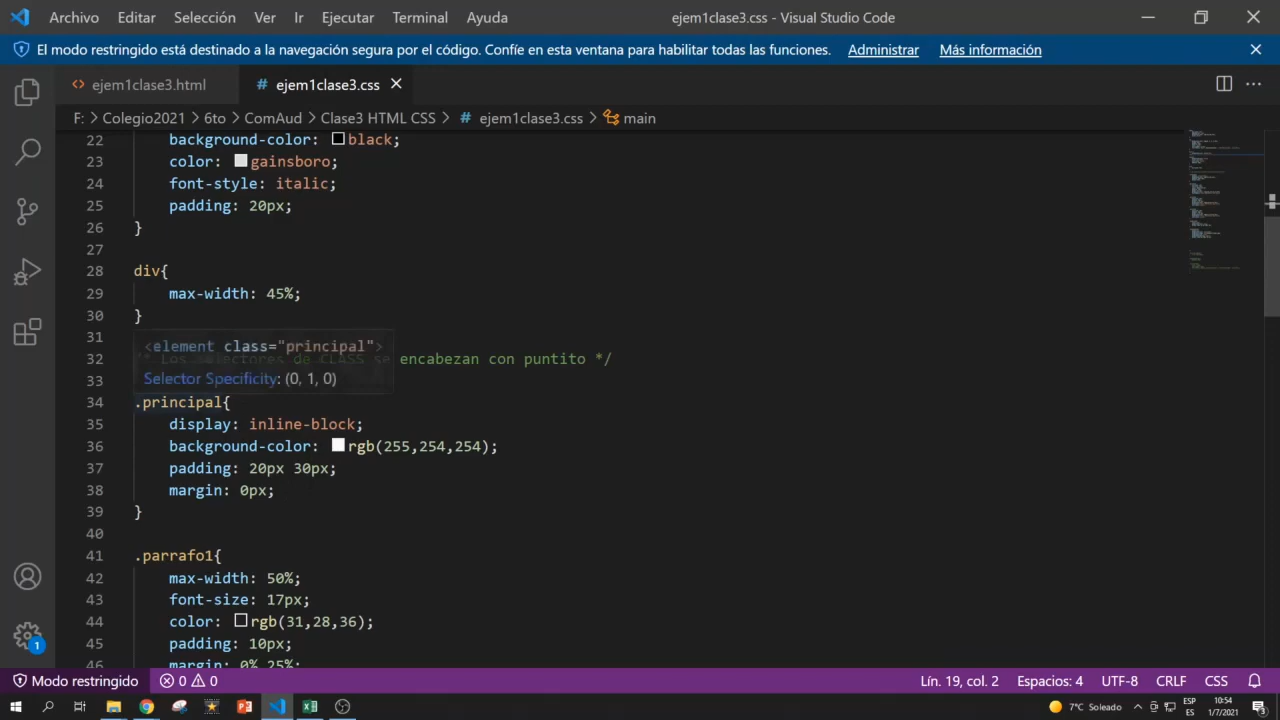 Archivo Editar Selección Ver Ir Ejecutar Terminal Ayuda ejem1clase3.css - Visual Studio Code
El modo restringido está destinado a la navegación segura por el código. Confíe en esta ventana para habilitar todas las funciones. Administrar Más información
ejem1clase3.html # ejem1clase3.css
F: > Colegio2021 > 6to > ComAud > Clase3 HTML CSS > # ejem1clase3.css > main
22 background-color: black;
23 color: gainsboro;
24 font-style: italic;
25 padding: 20px;
26 }
27
28 div{
29 max-width: 45%;
30 }
31
<element class="principal">
32 /* Los selectores de CLASS se encabezan con puntito */
33
Selector Specificity: (0, 1, 0)
34 .principal{
35 display: inline-block;
36 background-color: rgb(255,254,254);
37 padding: 20px 30px;
38 margin: 0px;
39 }
40
41 .parrafo1{
42 max-width: 50%;
43 font-size: 17px;
44 color: rgb(31,28,36);
45 padding: 10px;
46 margin: 0% 25%;
1
Modo restringido 0 0 Lín. 19, col. 2 Espacios: 4 UTF-8 CRLF CSS
7°C Soleado ESP ES 10:54 1/7/2021 3